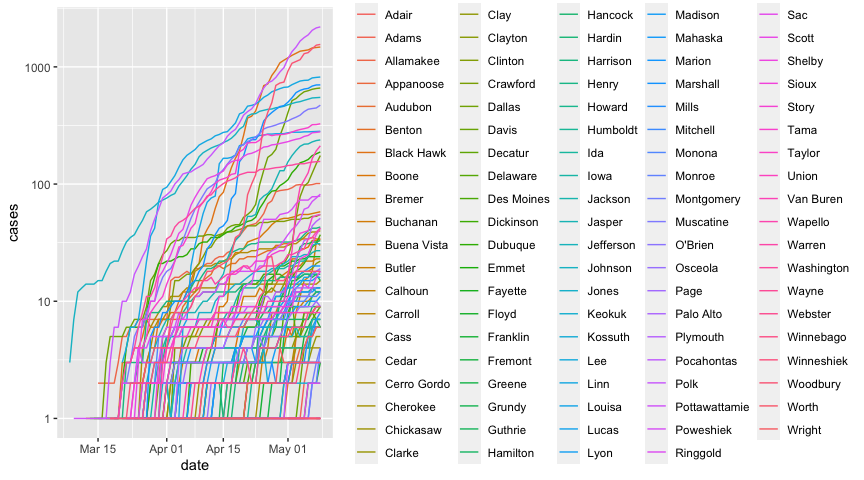 1000
100
10
1
cases
Mar 15 Apr 01 Apr 15 May 01
date
Adair
Adams
Allamakee
Appanoose
Audubon
Benton
Black Hawk
Boone
Bremer
Buchanan
Buena Vista
Butler
Calhoun
Carroll
Cass
Cedar
Cerro Gordo
Cherokee
Chickasaw
Clarke
Clay
Clayton
Clinton
Crawford
Dallas
Davis
Decatur
Delaware
Des Moines
Dickinson
Dubuque
Emmet
Fayette
Floyd
Franklin
Fremont
Greene
Grundy
Guthrie
Hamilton
Hancock
Hardin
Harrison
Henry
Howard
Humboldt
Ida
Iowa
Jackson
Jasper
Jefferson
Johnson
Jones
Keokuk
Kossuth
Lee
Linn
Louisa
Lucas
Lyon
Madison
Mahaska
Marion
Marshall
Mills
Mitchell
Monona
Monroe
Montgomery
Muscatine
O'Brien
Osceola
Page
Palo Alto
Plymouth
Pocahontas
Polk
Pottawattamie
Poweshiek
Ringgold
Sac
Scott
Shelby
Sioux
Story
Tama
Taylor
Union
Van Buren
Wapello
Warren
Washington
Wayne
Webster
Winnebago
Winneshiek
Woodbury
Worth
Wright